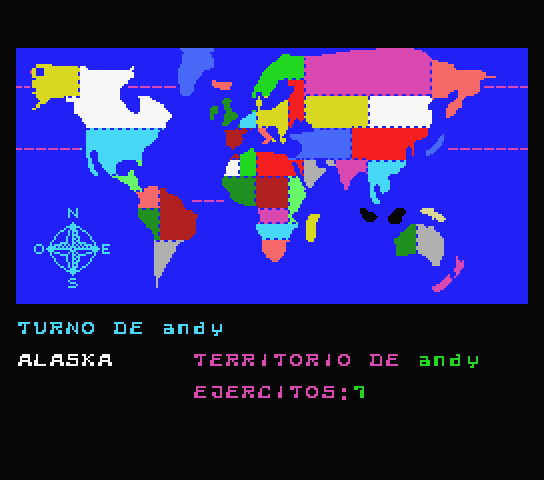 N
O E
S
TURNO DE andy
ALASKA TERRITORIO DE andy
EJERCITOS:7